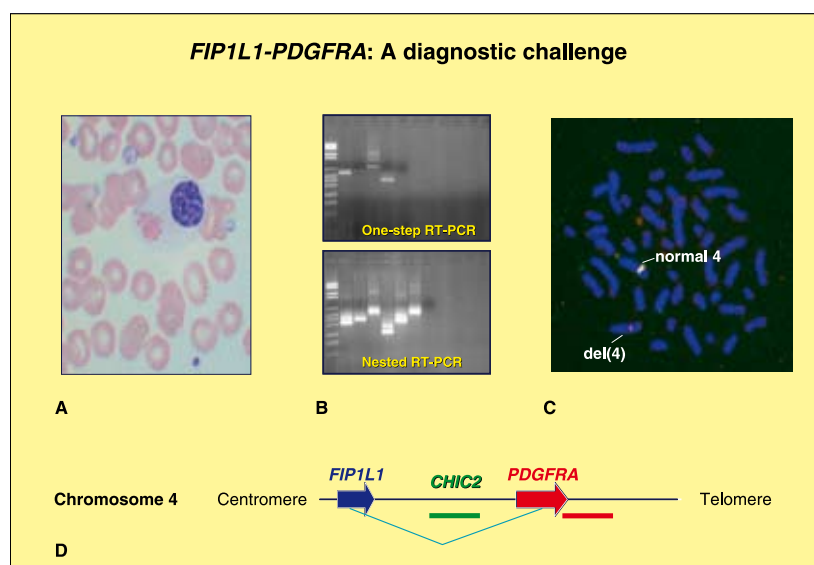 FIP1L1-PDGFRA: A diagnostic challenge
One-step RT-PCR
Nested RT-PCR
normal 4
del(4)
A
B
C
FIP1L1
CHIC2
PDGFRA
Chromosome 4
Centromere
Telomere
D